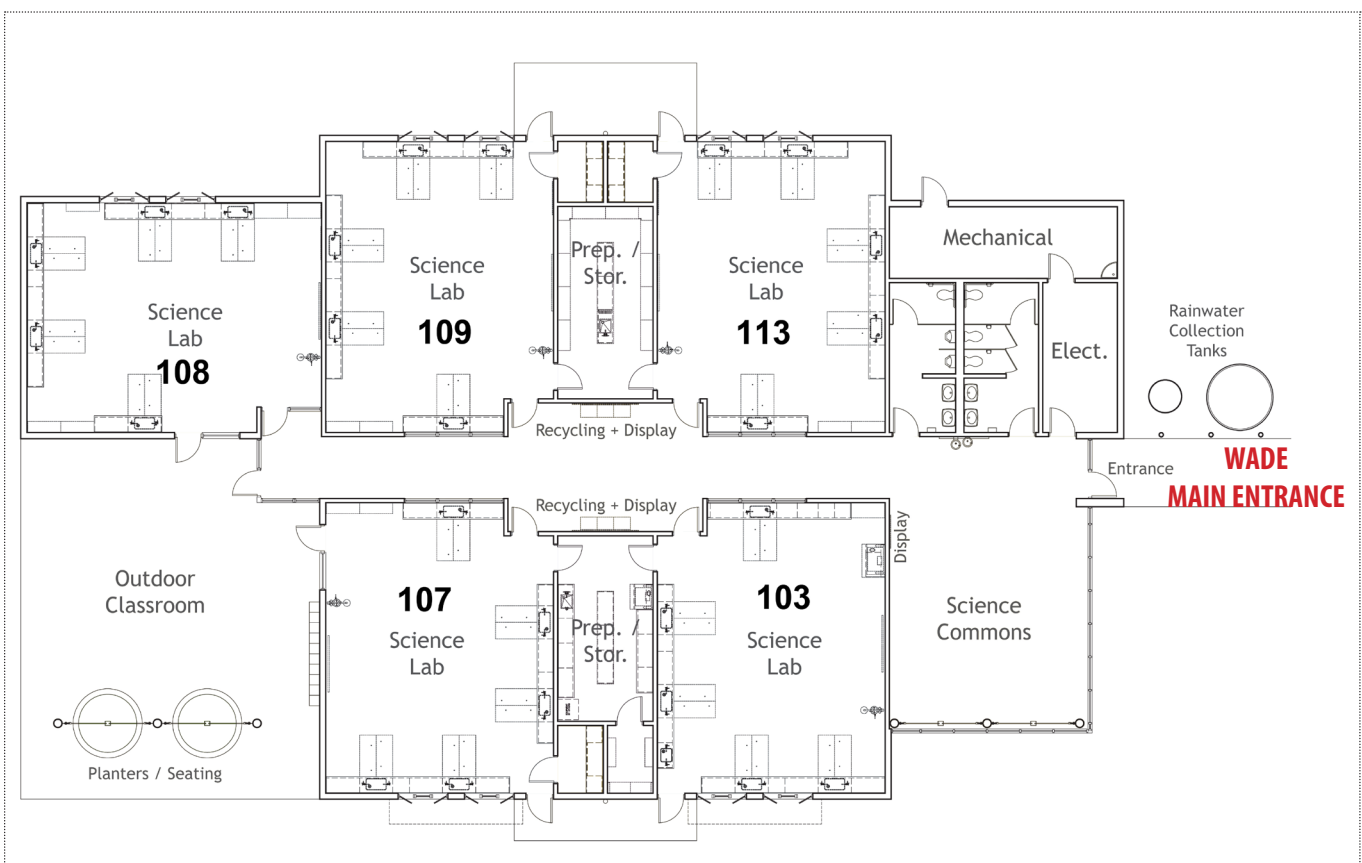 Mechanical
Prep. /
Stor.
Science
Lab
109
Science
Lab
113
Science
Lab
108
Elect.
Rainwater
Collection
Tanks
Recycling + Display
Entrance
WADE
MAIN ENTRANCE
Recycling + Display
Display
Outdoor
Classroom
107
Science
Lab
Prep. /
Stor.
103
Science
Lab
Science
Commons
Planters / Seating